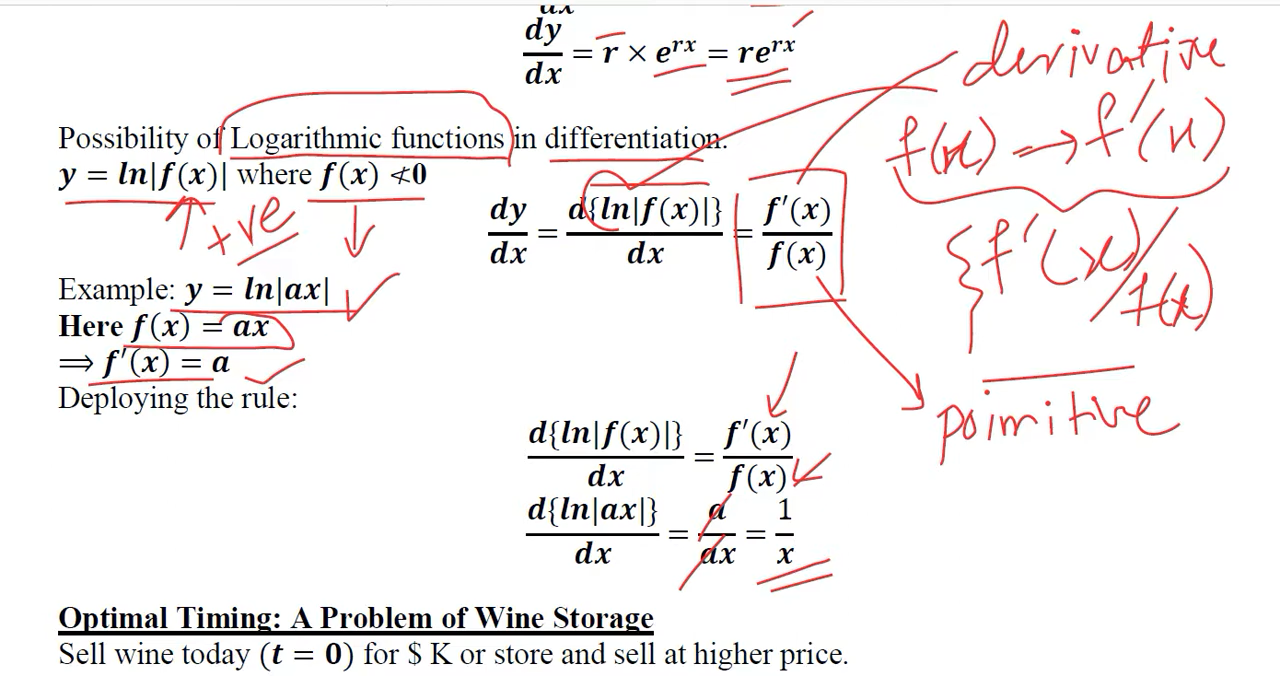 dy/dx = r × e^{rx} = re^{rx}
derivative
Possibility of Logarithmic functions in differentiation.
f(x) ⇒ f'(x)
y = ln|f(x)| where f(x) ≮0
+ve
dy/dx = d{ln|f(x)|}/dx = f'(x)/f(x)
{f'(x)/f(x)
Example: y = ln|ax|
Here f(x) = ax
⟹ f'(x) = a
Deploying the rule:
poimitive
d{ln|f(x)|}/dx = f'(x)/f(x)
d{ln|ax|}/dx = a/ax = 1/x
Optimal Timing: A Problem of Wine Storage
Sell wine today (t = 0) for $ K or store and sell at higher price.